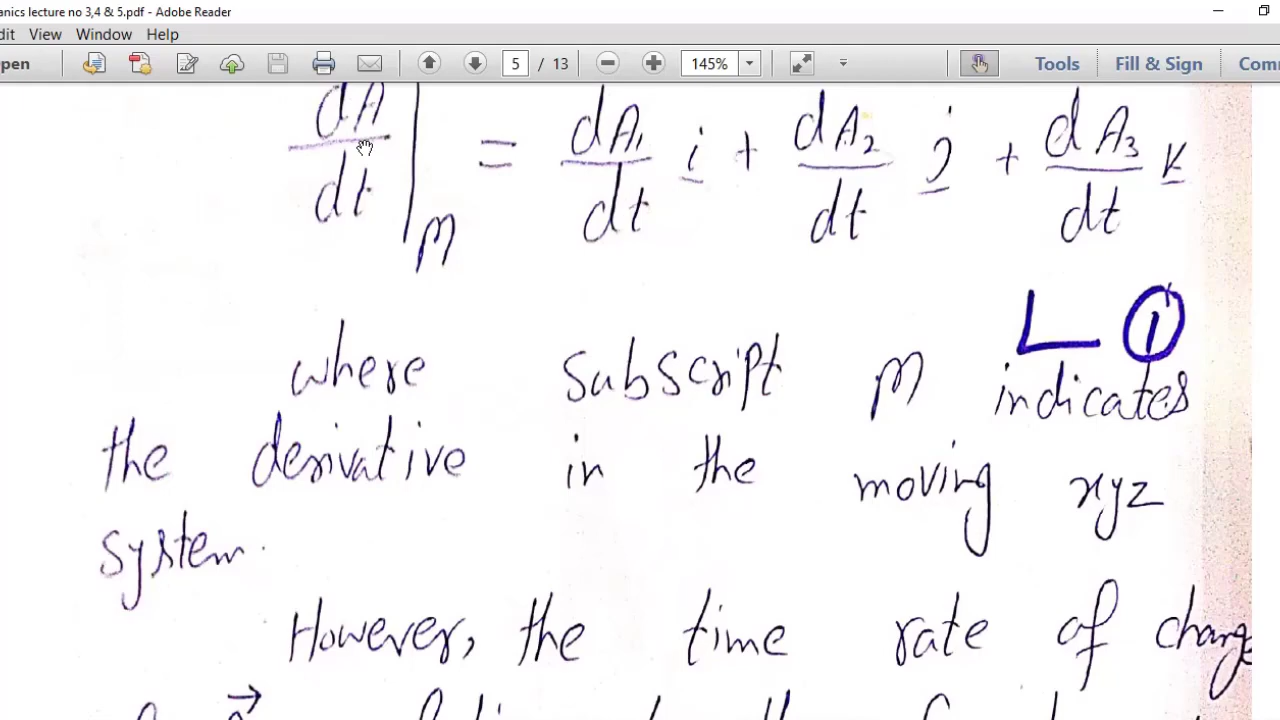 anics lecture no 3,4 & 5.pdf - Adobe Reader
dit View Window Help
pen 5 / 13 145% Tools Fill & Sign Com
dA/dt|M = dA1/dt i + dA2/dt j + dA3/dt k
1
where subscript M indicates
the derivative in the moving xyz
system.
However, the time rate of change